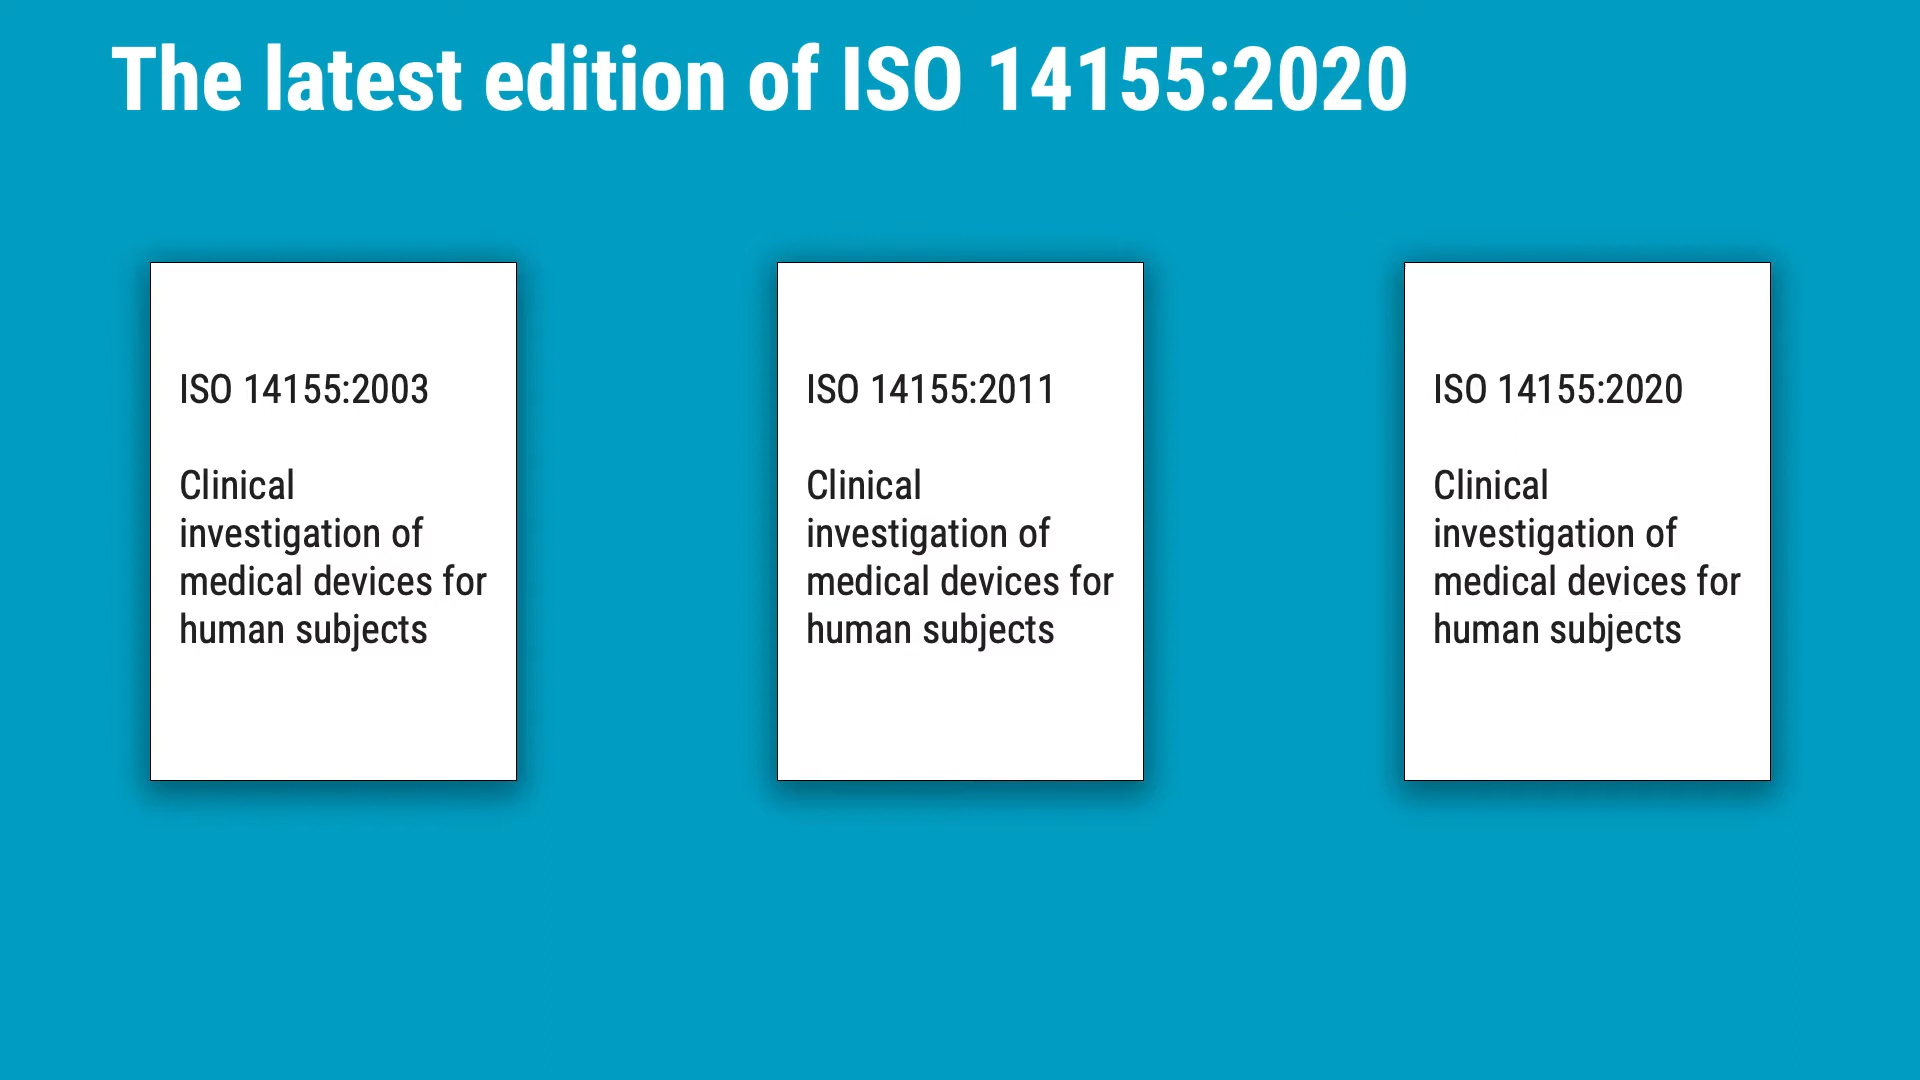 The latest edition of ISO 14155:2020
ISO 14155:2003
Clinical
investigation of
medical devices for
human subjects
ISO 14155:2011
Clinical
investigation of
medical devices for
human subjects
ISO 14155:2020
Clinical
investigation of
medical devices for
human subjects